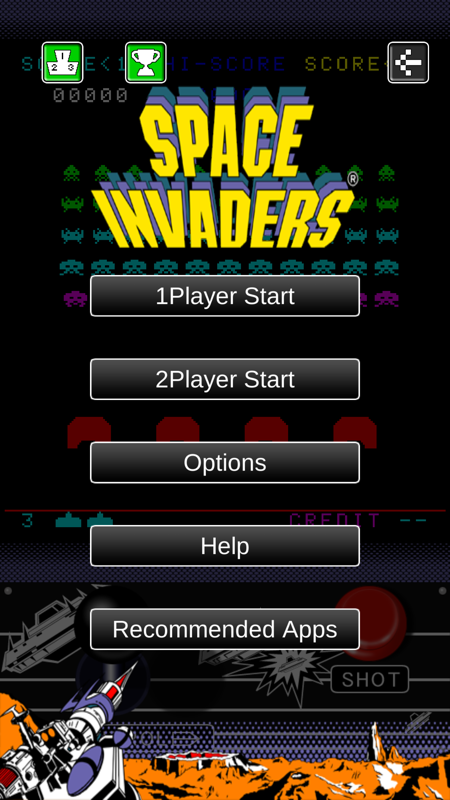 SCORE<1 HI-SCORE SCORE<
00000
SPACE
INVADERS®
1Player Start
2Player Start
Options
3 CREDIT --
Help
Recommended Apps
SHOT